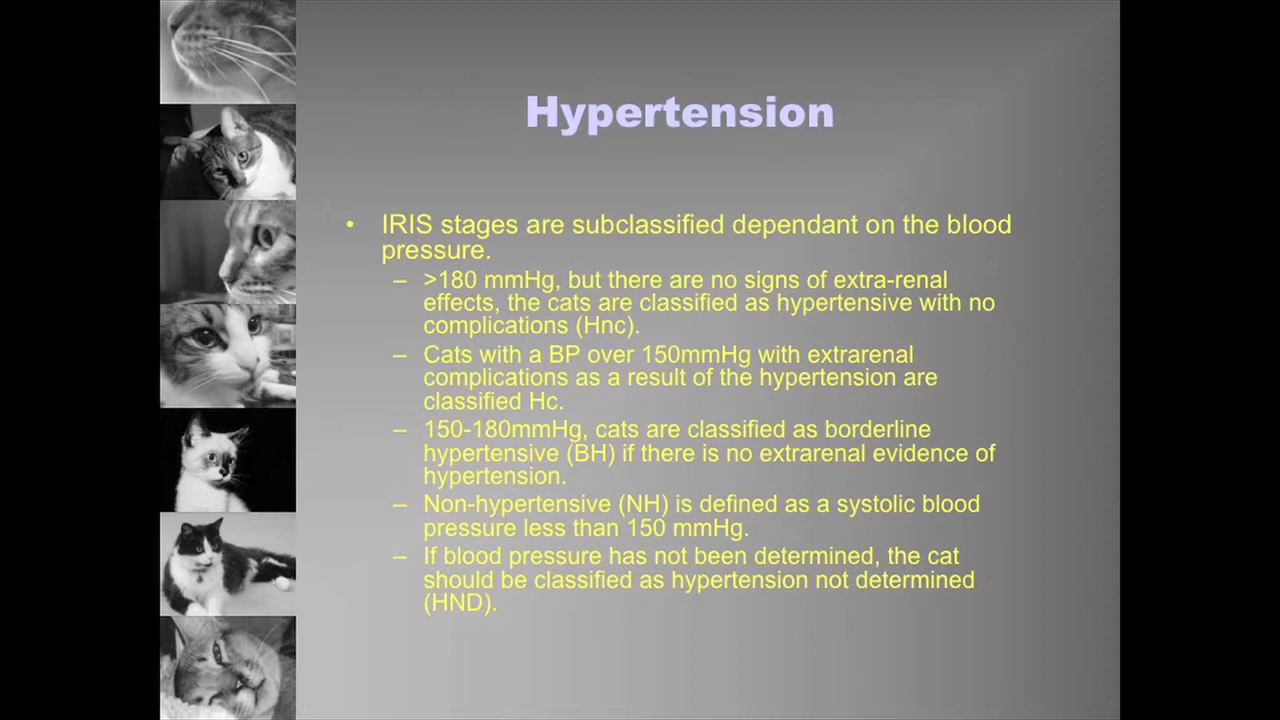 Hypertension
• IRIS stages are subclassified dependant on the blood
pressure.
– >180 mmHg, but there are no signs of extra-renal
effects, the cats are classified as hypertensive with no
complications (Hnc).
– Cats with a BP over 150mmHg with extrarenal
complications as a result of the hypertension are
classified Hc.
– 150-180mmHg, cats are classified as borderline
hypertensive (BH) if there is no extrarenal evidence of
hypertension.
– Non-hypertensive (NH) is defined as a systolic blood
pressure less than 150 mmHg.
– If blood pressure has not been determined, the cat
should be classified as hypertension not determined
(HND).